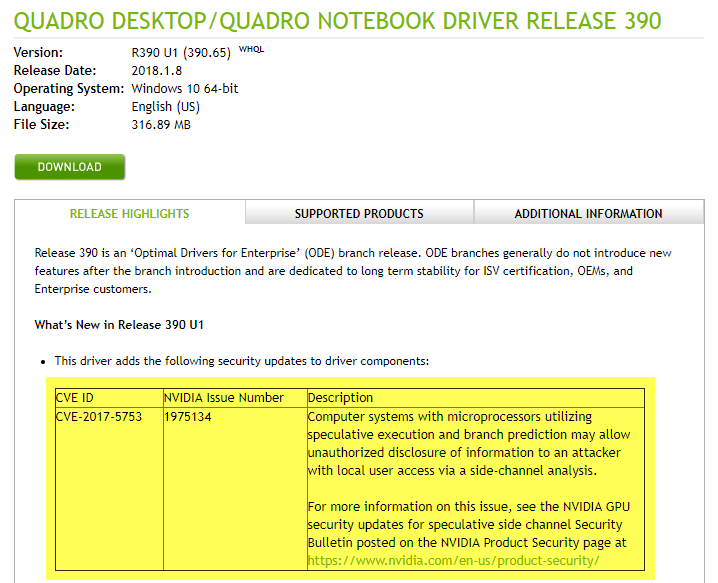 QUADRO DESKTOP/QUADRO NOTEBOOK DRIVER RELEASE 390
Version: R390 U1 (390.65) WHQL
Release Date: 2018.1.8
Operating System: Windows 10 64-bit
Language: English (US)
File Size: 316.89 MB
DOWNLOAD
RELEASE HIGHLIGHTS SUPPORTED PRODUCTS ADDITIONAL INFORMATION
Release 390 is an ‘Optimal Drivers for Enterprise’ (ODE) branch release. ODE branches generally do not introduce new
features after the branch introduction and are dedicated to long term stability for ISV certification, OEMs, and
Enterprise customers.
What’s New in Release 390 U1
• This driver adds the following security updates to driver components:
CVE ID NVIDIA Issue Number Description
CVE-2017-5753 1975134 Computer systems with microprocessors utilizing
speculative execution and branch prediction may allow
unauthorized disclosure of information to an attacker
with local user access via a side-channel analysis.
For more information on this issue, see the NVIDIA GPU
security updates for speculative side channel Security
Bulletin posted on the NVIDIA Product Security page at
https://www.nvidia.com/en-us/product-security/